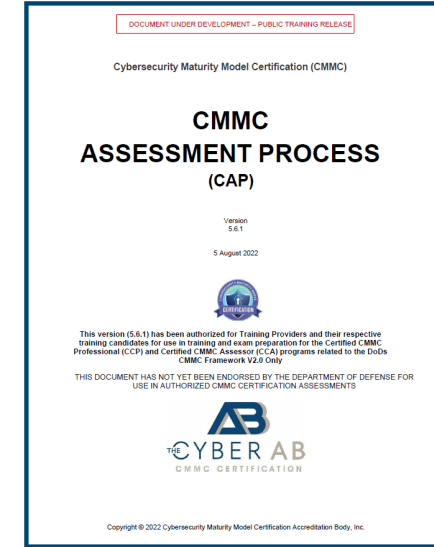 DOCUMENT UNDER DEVELOPMENT – PUBLIC TRAINING RELEASE
Cybersecurity Maturity Model Certification (CMMC)
CMMC
ASSESSMENT PROCESS
(CAP)
Version
5.6.1
5 August 2022
CERTIFICATION
This version (5.6.1) has been authorized for Training Providers and their respective
training candidates for use in training and exam preparation for the Certified CMMC
Professional (CCP) and Certified CMMC Assessor (CCA) programs related to the DoDs
CMMC Framework V2.0 Only
THIS DOCUMENT HAS NOT YET BEEN ENDORSED BY THE DEPARTMENT OF DEFENSE FOR
USE IN AUTHORIZED CMMC CERTIFICATION ASSESSMENTS
AB
THE CYBER AB
CMMC CERTIFICATION
Copyright © 2022 Cybersecurity Maturity Model Certification Accreditation Body, Inc.